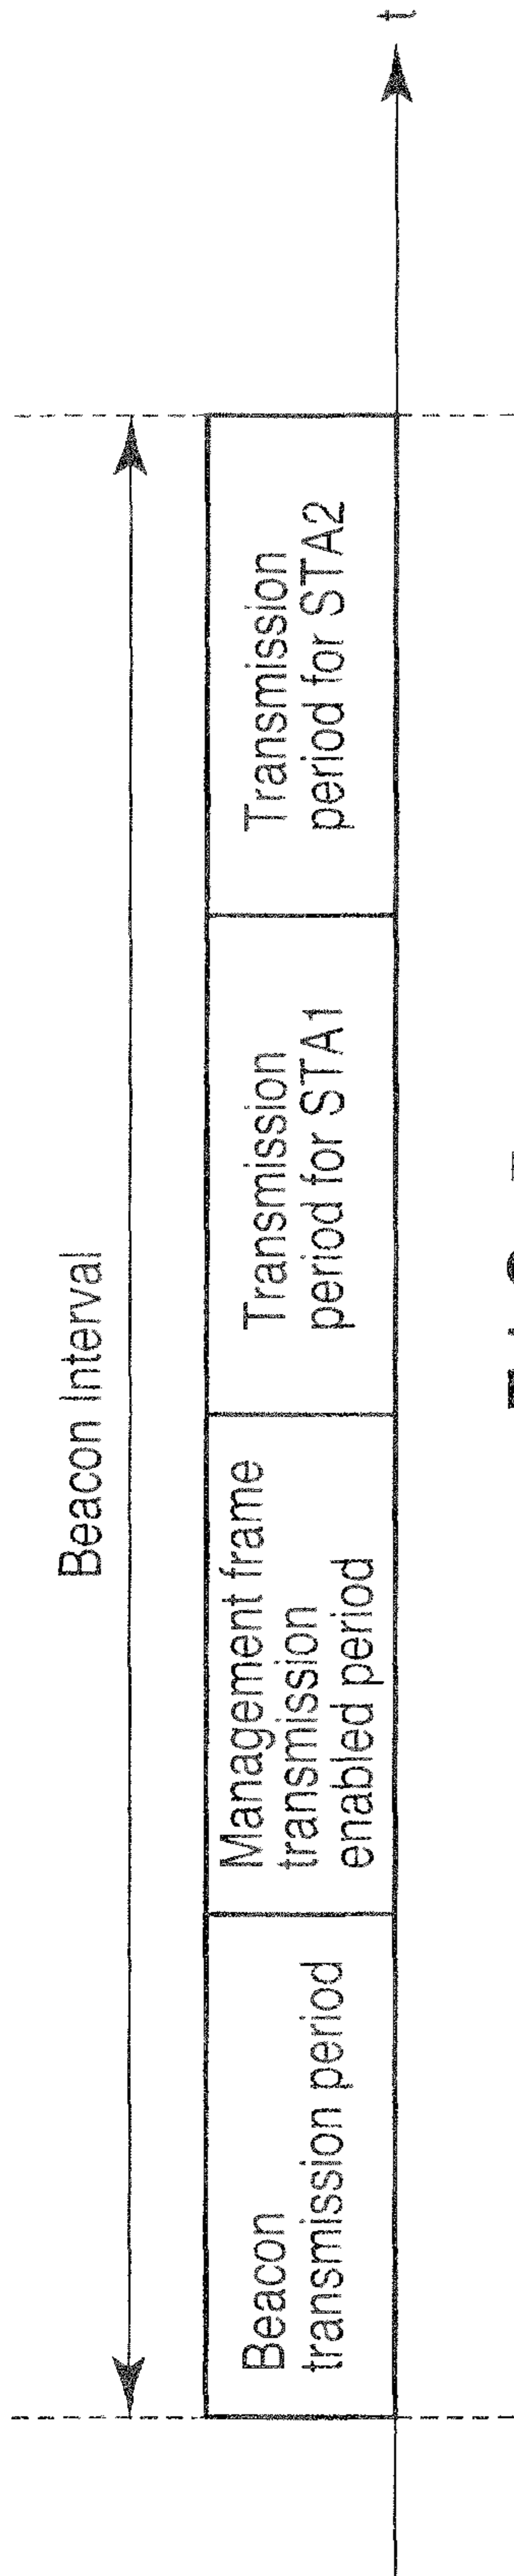 Beacon Interval
Beacon
transmission period
Management frame
transmission
enabled period
Transmission
period for STA1
Transmission
period for STA2
t